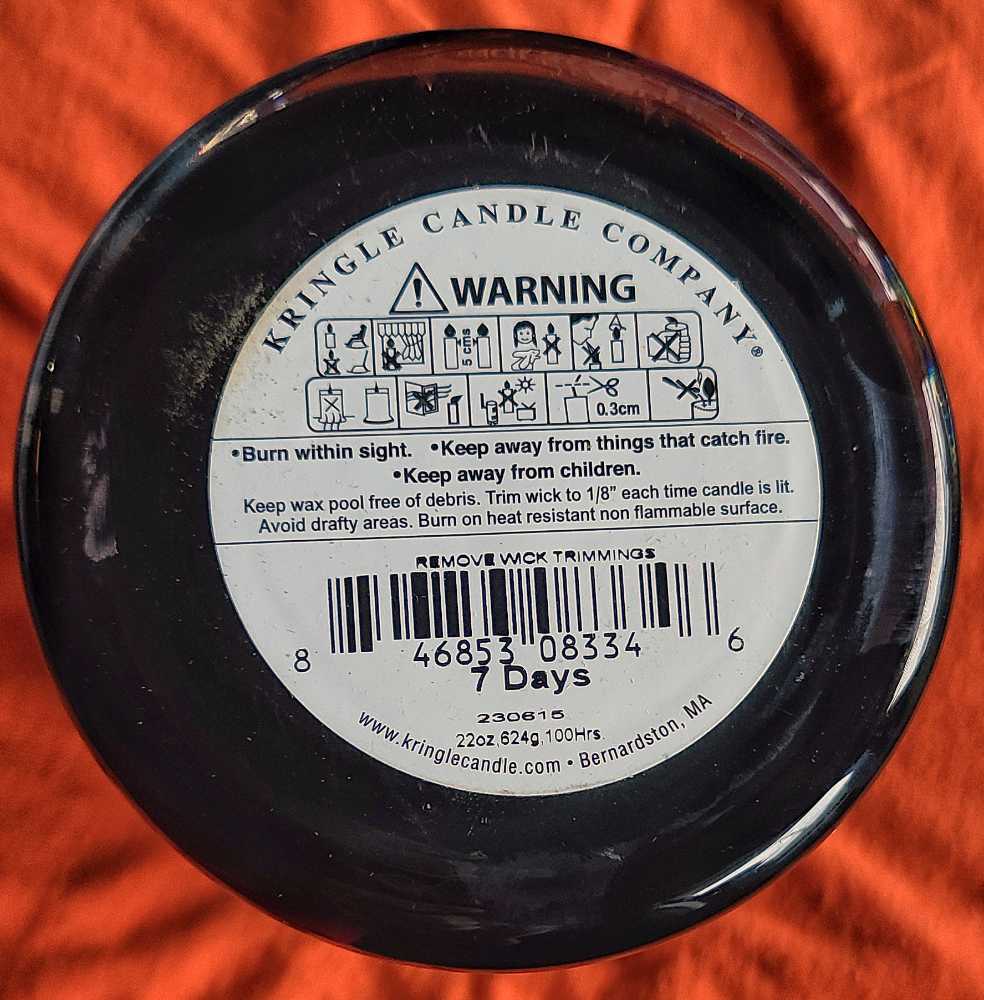 KRINGLE CANDLE COMPANY®
WARNING
5 cms
0.3cm
•Burn within sight. •Keep away from things that catch fire.
•Keep away from children.
Keep wax pool free of debris. Trim wick to 1/8" each time candle is lit.
Avoid drafty areas. Burn on heat resistant non flammable surface.
REMOVE WICK TRIMMINGS
8 46853 08334 6
7 Days
230615
22oz,624g,100Hrs.
www.kringlecandle.com • Bernardston, MA